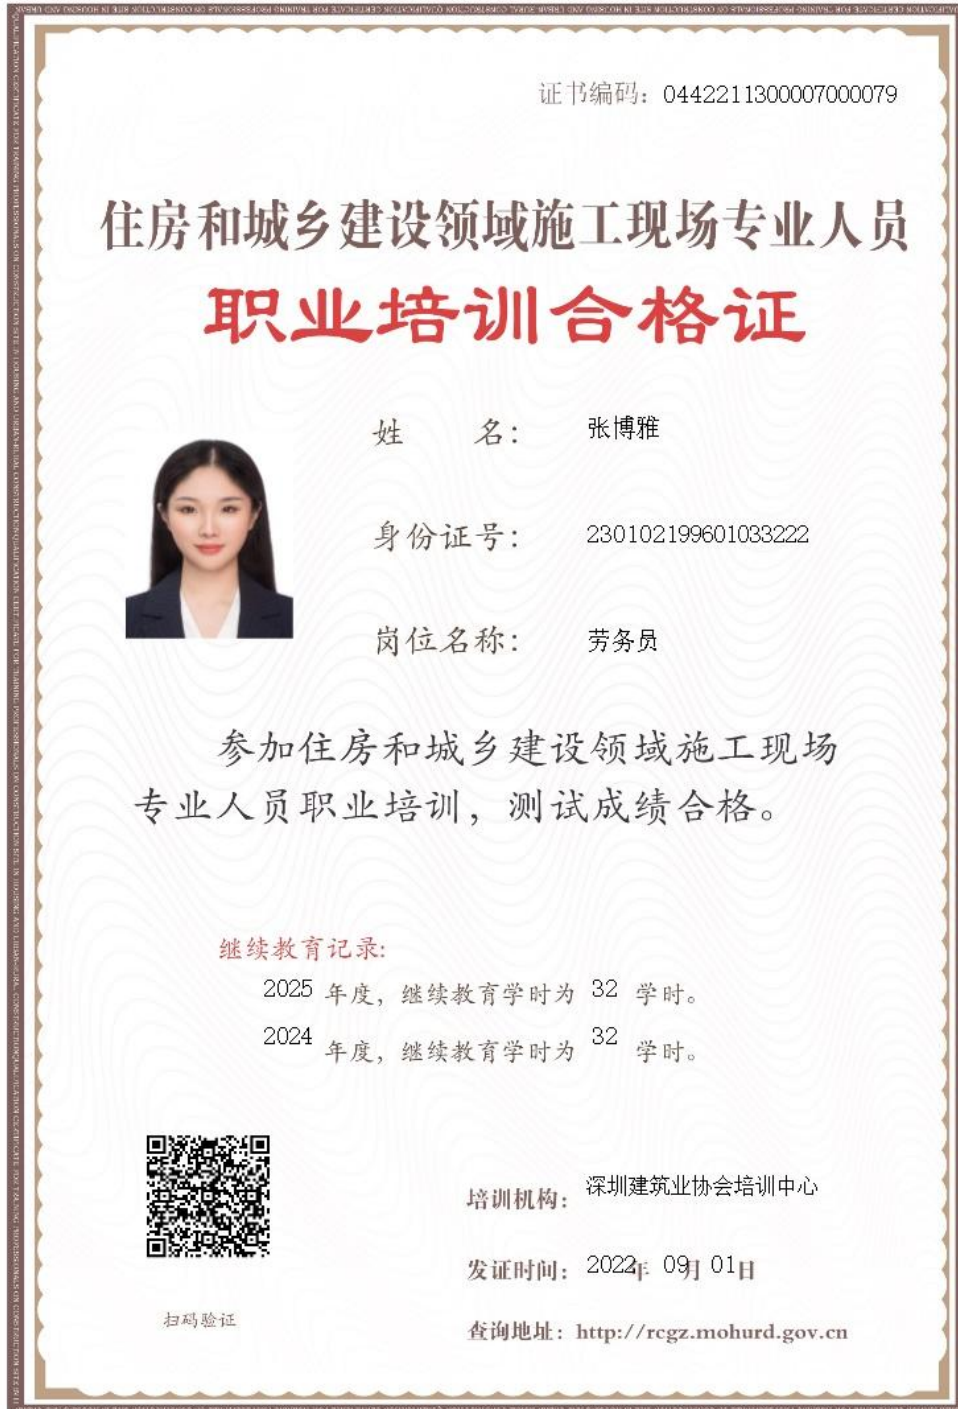 证书编码：0442211300007000079
住房和城乡建设领域施工现场专业人员
职业培训合格证
姓 名： 张博雅
身份证号： 230102199601033222
岗位名称： 劳务员
参加住房和城乡建设领域施工现场
专业人员职业培训，测试成绩合格。
继续教育记录:
2025 年度，继续教育学时为 32 学时。
2024 年度，继续教育学时为 32 学时。
培训机构： 深圳建筑业协会培训中心
发证时间： 2022年 09月 01日
扫码验证
查询地址：http://rcgz.mohurd.gov.cn